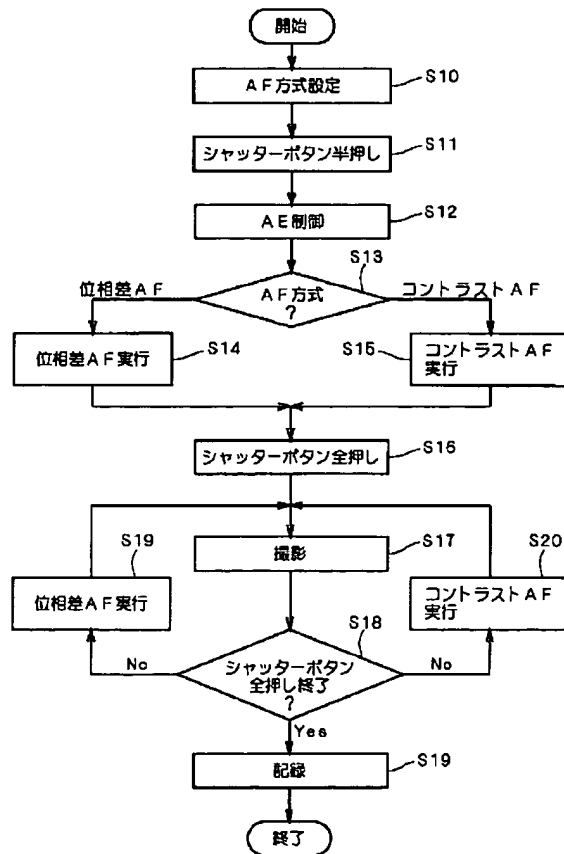 開始
AF方式設定
S10
シャッターボタン半押し
S11
AE制御
S12
S13
位相差AF
AF方式
?
コントラストAF
位相差AF実行
S14
S15
コントラストAF
実行
シャッターボタン全押し
S16
S19
撮影
S17
S20
位相差AF実行
コントラストAF
実行
S18
No
シャッターボタン
全押し終了
?
No
Yes
記録
S19
終了